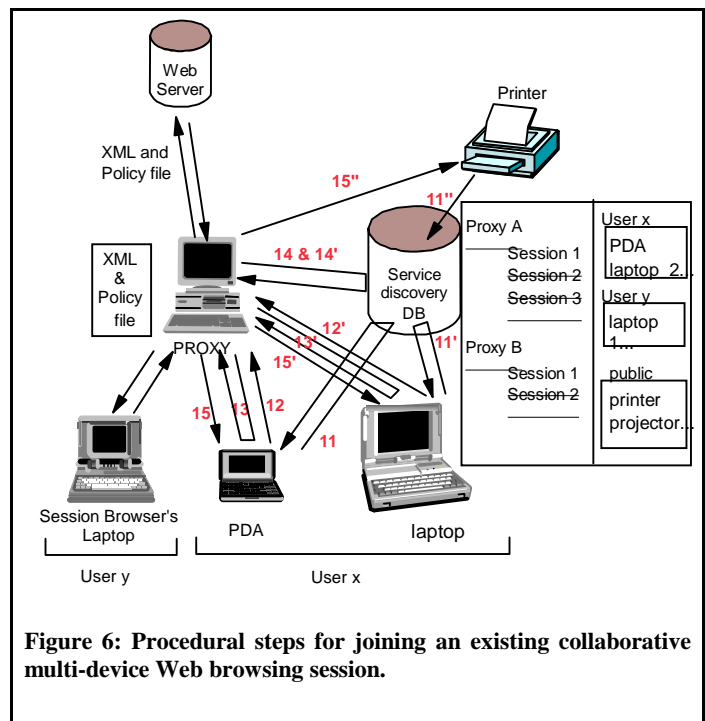 Web
Server
Printer
XML and
Policy file
15"
11"
Proxy A
Session 1
Session 2
Session 3
Proxy B
Session 1
Session 2
User x
PDA
laptop 2...
User y
laptop
1...
public
printer
projector...
XML
&
Policy
file
14 & 14'
Service
discovery
DB
PROXY
12'
13'
15'
11'
15
13
12
11
Session Browser's
Laptop
PDA
laptop
User y
User x
Figure 6: Procedural steps for joining an existing collaborative
multi-device Web browsing session.